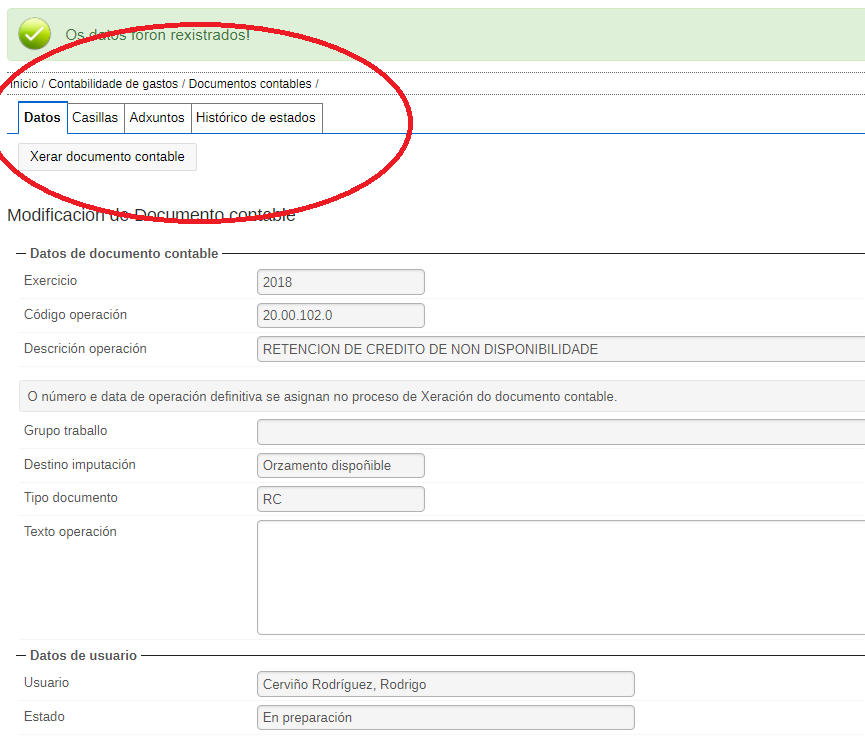 Os datos foron rexistrados!
Inicio / Contabilidade de gastos / Documentos contables /
Datos Casillas Adxuntos Histórico de estados
Xerar documento contable
Modificación de Documento contable
Datos de documento contable
Exercicio 2018
Código operación 20.00.102.0
Descrición operación RETENCION DE CREDITO DE NON DISPONIBILIDADE
O número e data de operación definitiva se asignan no proceso de Xeración do documento contable.
Grupo traballo
Destino imputación Orzamento dispoñible
Tipo documento RC
Texto operación
Datos de usuario
Usuario Cerviño Rodríguez, Rodrigo
Estado En preparación